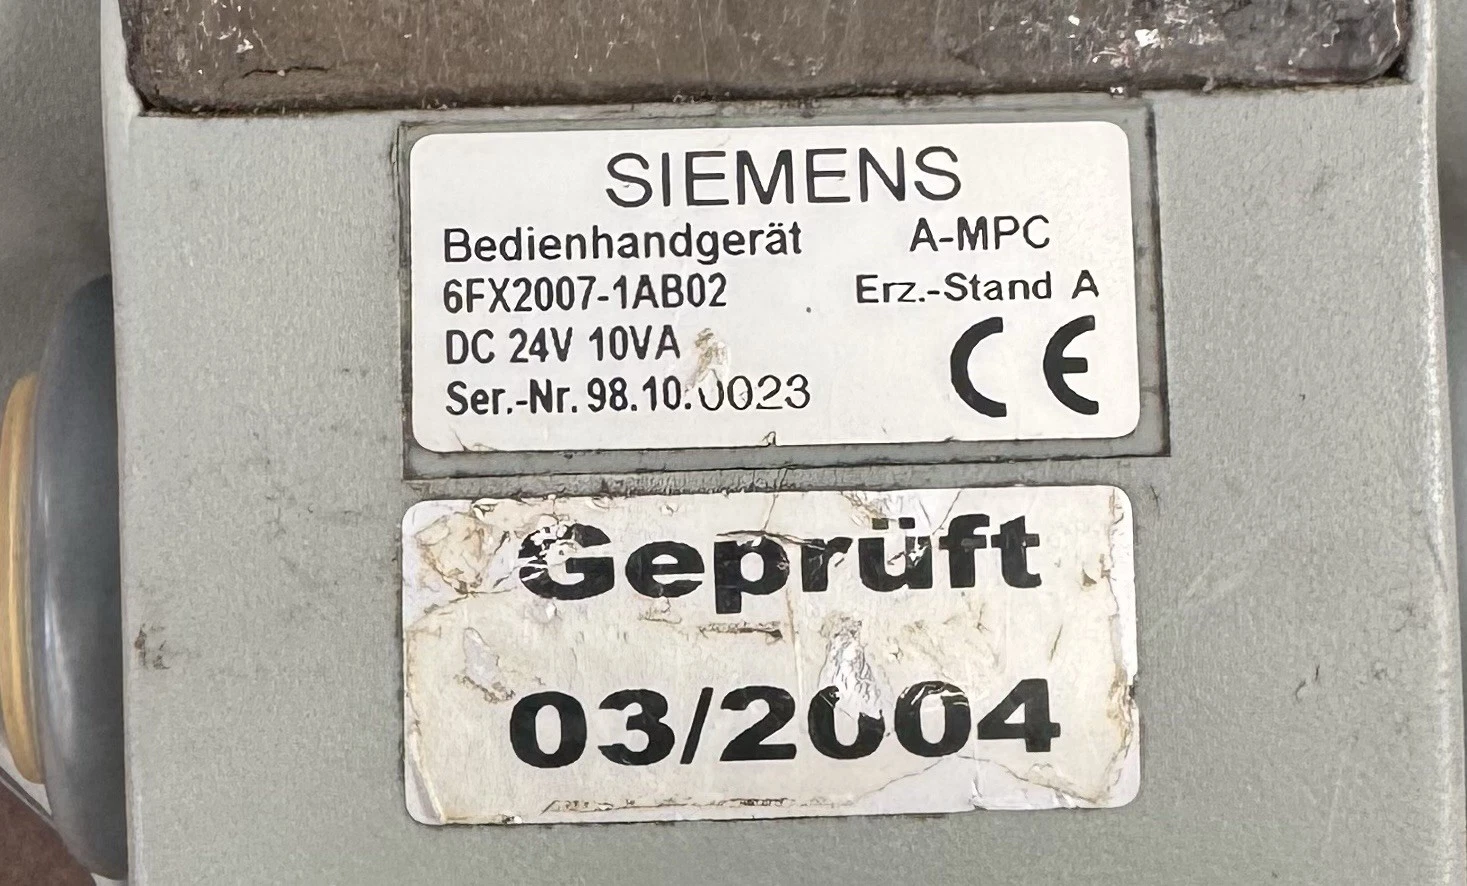 SIEMENS
Bedienhandgerät A-MPC
6FX2007-1AB02 Erz.-Stand A
DC 24V 10VA
Ser.-Nr. 98.10.0023 CE
Geprüft
03/2004